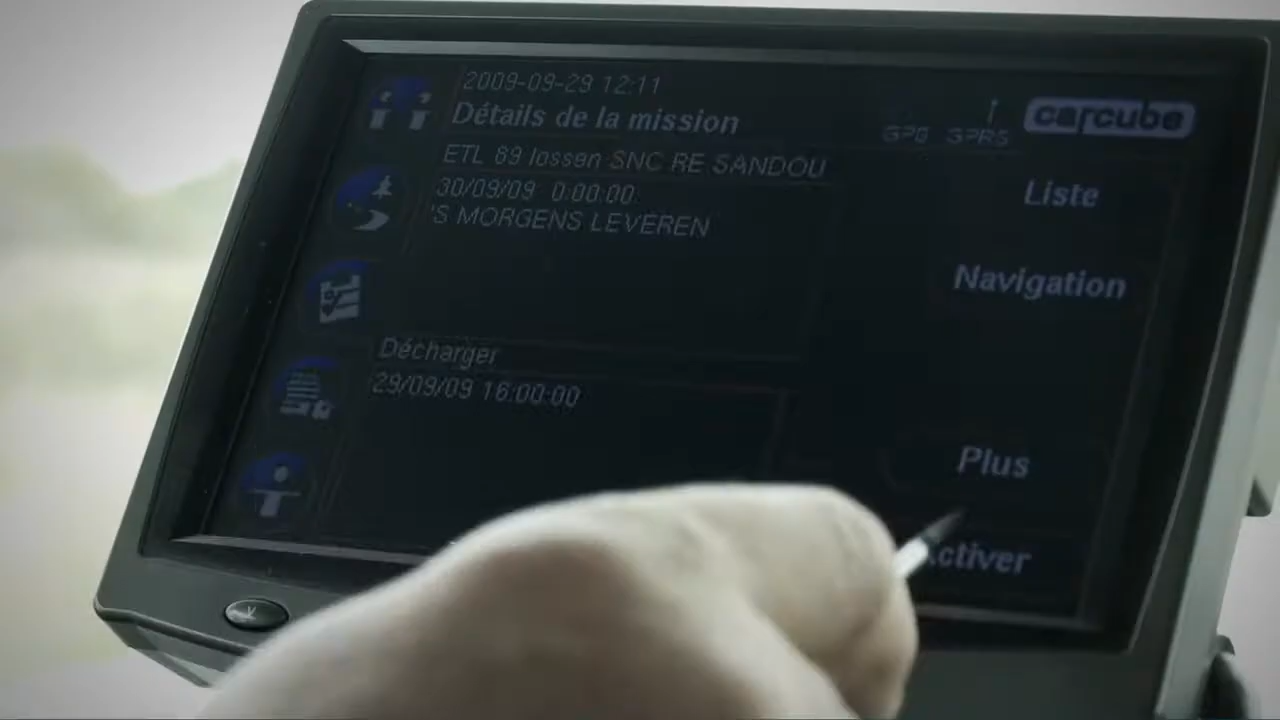 2009-09-29 12:11
Détails de la mission
GPS GPRS
carcube
ETL 89 lossen SNC RE SANDOU
30/09/09 0:00:00
'S MORGENS LEVEREN
Liste
Navigation
Décharger
29/09/09 16:00:00
Plus
Activer